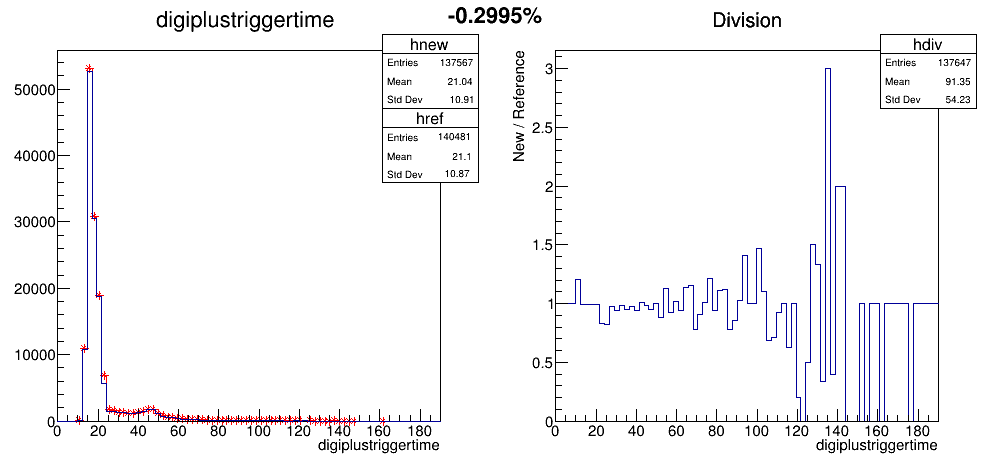 digiplustriggertime
-0.2995%
Division
hnew
Entries 137567
Mean 21.04
Std Dev 10.91
href
Entries 140481
Mean 21.1
Std Dev 10.87
50000
40000
30000
20000
10000
0
0 20 40 60 80 100 120 140 160 180
digiplustriggertime
hdiv
Entries 137647
Mean 91.35
Std Dev 54.23
New / Reference
3
2.5
2
1.5
1
0.5
0
0 20 40 60 80 100 120 140 160 180
digiplustriggertime